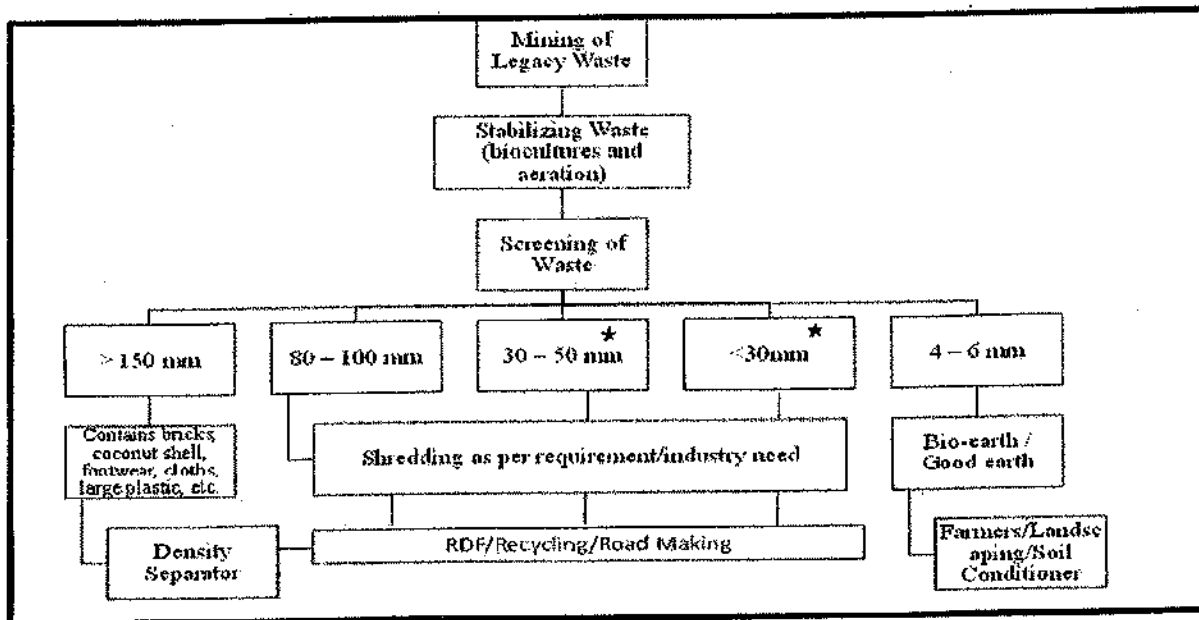 Mining of
Legacy Waste
Stabilizing Waste
(biocultures and
aeration)
Screening of
Waste
> 150 mm
80 – 100 mm
30 – 50 mm ★
<30mm ★
4 – 6 mm
Contains bricks,
coconut shell,
footwear, cloths,
large plastic, etc.
Shredding as per requirement/industry need
Bio-earth /
Good earth
Density
Separator
RDF/Recycling/Road Making
Farmers/Landsc
aping/Soil
Conditioner